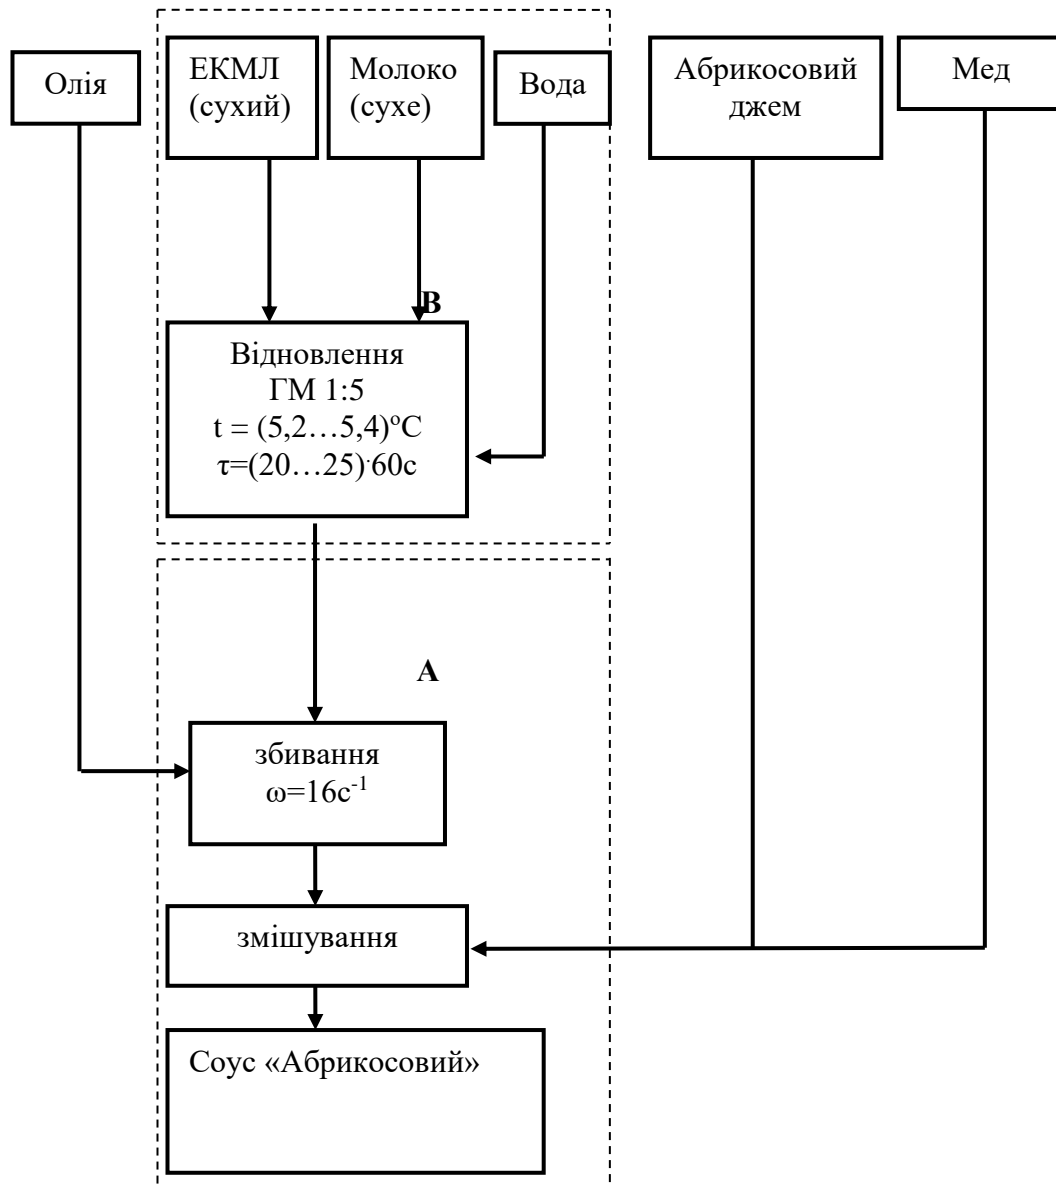 Олія
ЕКМЛ
(сухий)
Молоко
(сухе)
Вода
Абрикосовий
джем
Мед
В
Відновлення
ГМ 1:5
t = (5,2…5,4)ºС
τ=(20…25)·60с
А
збивання
ω=16с⁻¹
змішування
Соус «Абрикосовий»